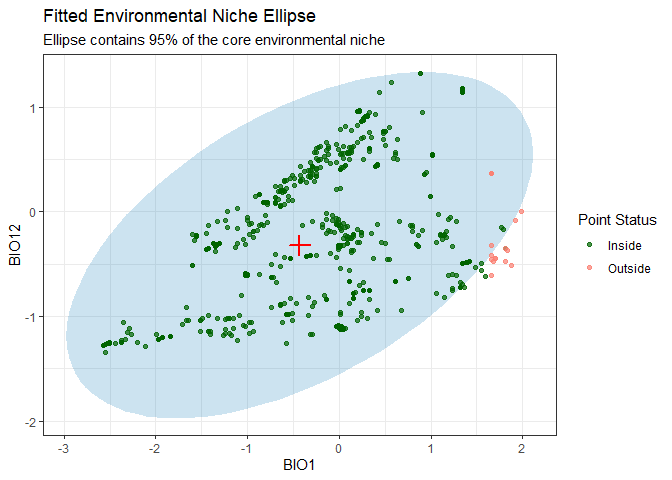 Fitted Environmental Niche Ellipse
Ellipse contains 95% of the core environmental niche
1
0
-1
-2
BIO12
-3
-2
-1
0
1
2
BIO1
Point Status
Inside
Outside